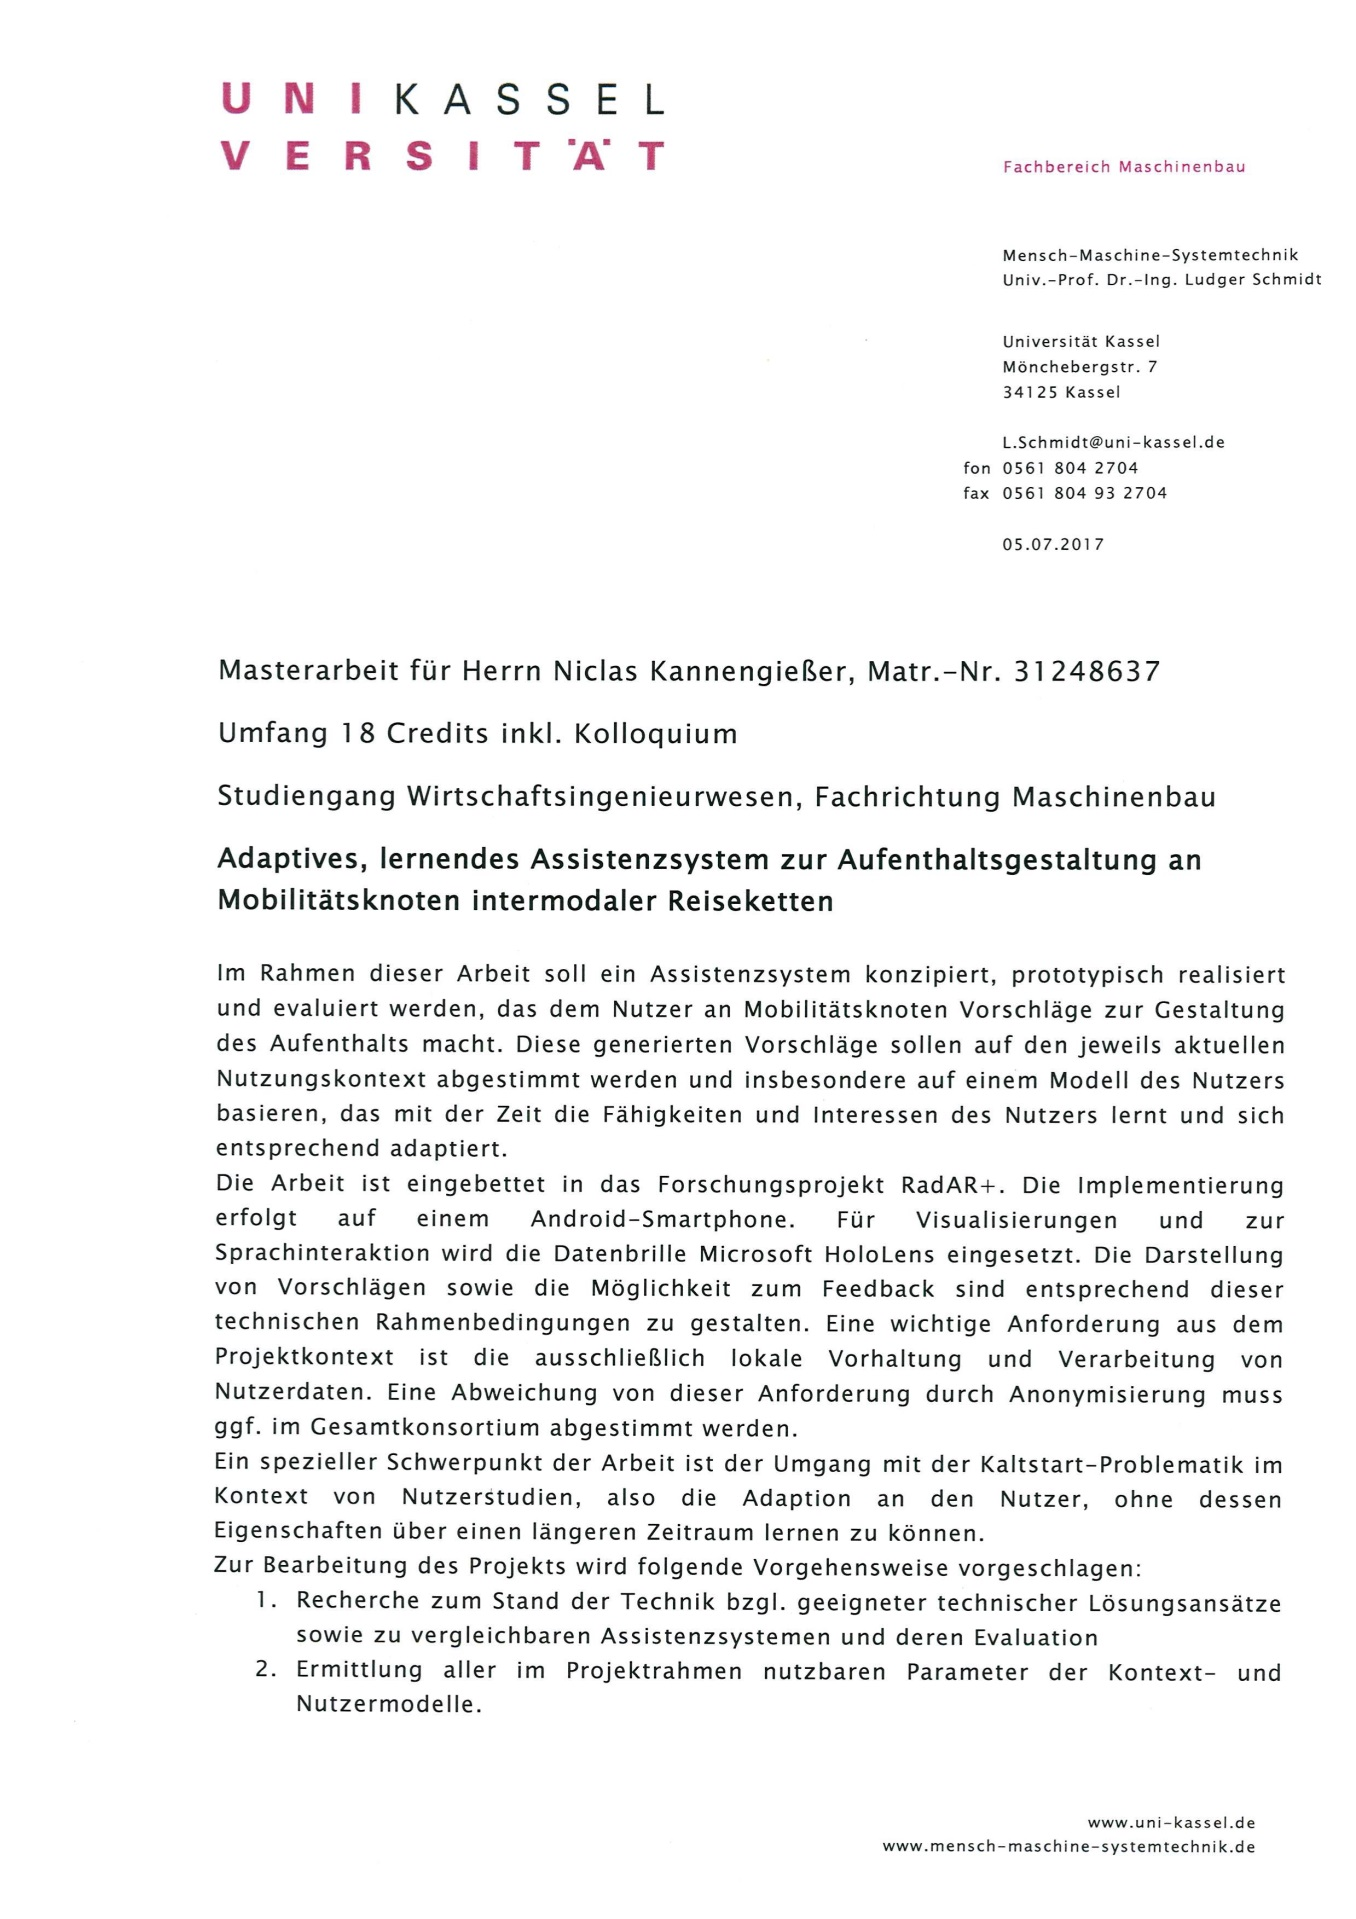 UNIKASSEL
VERSITÄT
Fachbereich Maschinenbau
Mensch-Maschine-Systemtechnik
Univ.-Prof. Dr.-Ing. Ludger Schmidt
Universität Kassel
Mönchebergstr. 7
34125 Kassel
L.Schmidt@uni-kassel.de
fon 0561 804 2704
fax 0561 804 93 2704
05.07.2017
Masterarbeit für Herrn Niclas Kannengießer, Matr.-Nr. 31248637
Umfang 18 Credits inkl. Kolloquium
Studiengang Wirtschaftsingenieurwesen, Fachrichtung Maschinenbau
Adaptives, lernendes Assistenzsystem zur Aufenthaltsgestaltung an
Mobilitätsknoten intermodaler Reiseketten
Im Rahmen dieser Arbeit soll ein Assistenzsystem konzipiert, prototypisch realisiert
und evaluiert werden, das dem Nutzer an Mobilitätsknoten Vorschläge zur Gestaltung
des Aufenthalts macht. Diese generierten Vorschläge sollen auf den jeweils aktuellen
Nutzungskontext abgestimmt werden und insbesondere auf einem Modell des Nutzers
basieren, das mit der Zeit die Fähigkeiten und Interessen des Nutzers lernt und sich
entsprechend adaptiert.
Die Arbeit ist eingebettet in das Forschungsprojekt RadAR+. Die Implementierung
erfolgt auf einem Android-Smartphone. Für Visualisierungen und zur
Sprachinteraktion wird die Datenbrille Microsoft HoloLens eingesetzt. Die Darstellung
von Vorschlägen sowie die Möglichkeit zum Feedback sind entsprechend dieser
technischen Rahmenbedingungen zu gestalten. Eine wichtige Anforderung aus dem
Projektkontext ist die ausschließlich lokale Vorhaltung und Verarbeitung von
Nutzerdaten. Eine Abweichung von dieser Anforderung durch Anonymisierung muss
ggf. im Gesamtkonsortium abgestimmt werden.
Ein spezieller Schwerpunkt der Arbeit ist der Umgang mit der Kaltstart-Problematik im
Kontext von Nutzerstudien, also die Adaption an den Nutzer, ohne dessen
Eigenschaften über einen längeren Zeitraum lernen zu können.
Zur Bearbeitung des Projekts wird folgende Vorgehensweise vorgeschlagen:
1. Recherche zum Stand der Technik bzgl. geeigneter technischer Lösungsansätze
sowie zu vergleichbaren Assistenzsystemen und deren Evaluation
2. Ermittlung aller im Projektrahmen nutzbaren Parameter der Kontext- und
Nutzermodelle.
www.uni-kassel.de
www.mensch-maschine-systemtechnik.de